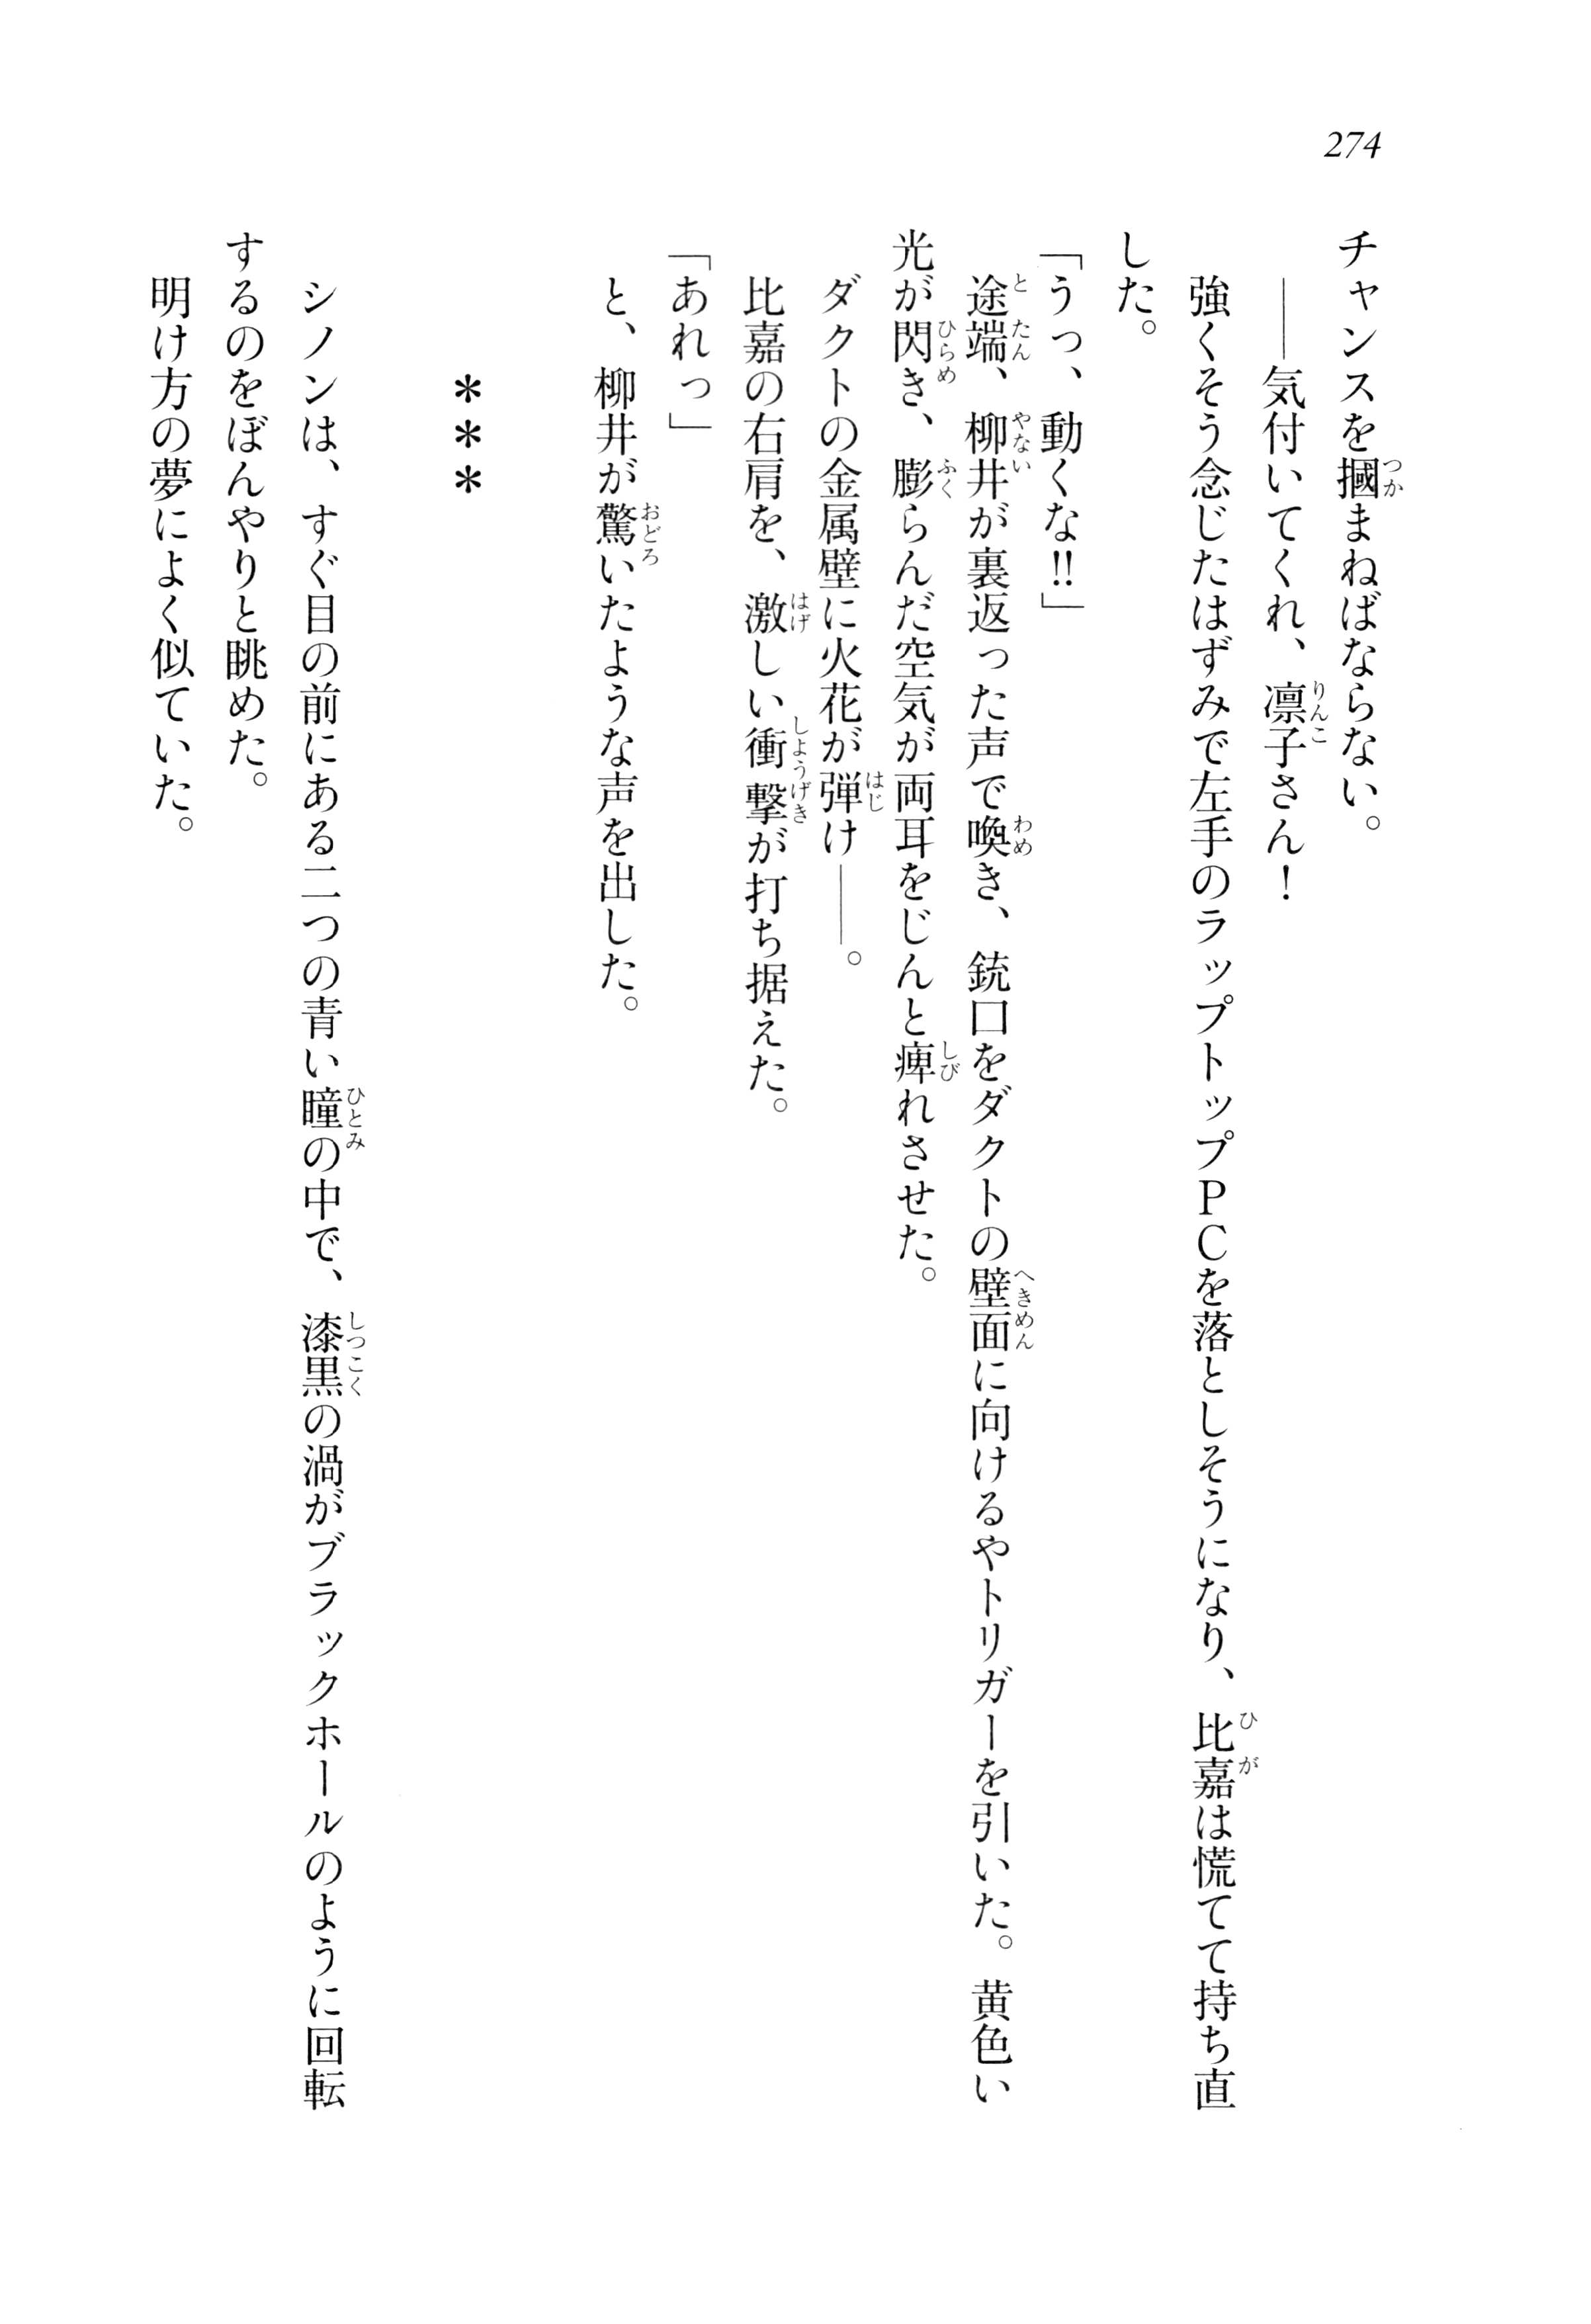 274
チャンスを摑まねばならない。
――気付いてくれ、凛子さん！
強くそう念じたはずみで左手のラップトップＰＣを落としそうになり、比嘉は慌てて持ち直
した。
「うっ、動くな‼」
途端、柳井が裏返った声で喚き、銃口をダクトの壁面に向けるやトリガーを引いた。黄色い
光が閃き、膨らんだ空気が両耳をじんと痺れさせた。
ダクトの金属壁に火花が弾け――。
比嘉の右肩を、激しい衝撃が打ち据えた。
「あれっ」
と、柳井が驚いたような声を出した。
＊＊＊
シノンは、すぐ目の前にある二つの青い瞳の中で、漆黒の渦がブラックホールのように回転
するのをぼんやりと眺めた。
明け方の夢によく似ていた。